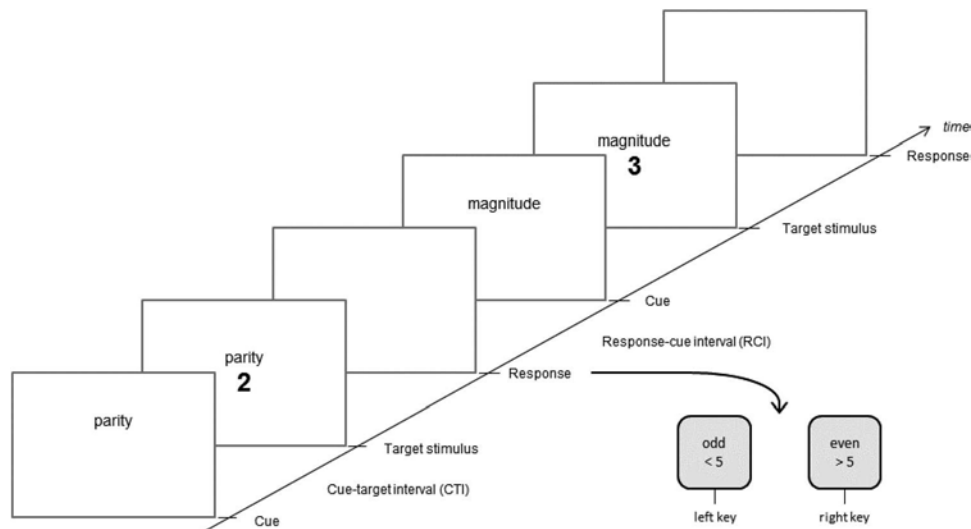 time
Response
magnitude
3
magnitude
Target stimulus
Cue
Response-cue interval (RCI)
parity
2
Response
parity
odd
< 5
even
> 5
Target stimulus
Cue-target interval (CTI)
left key
right key
Cue